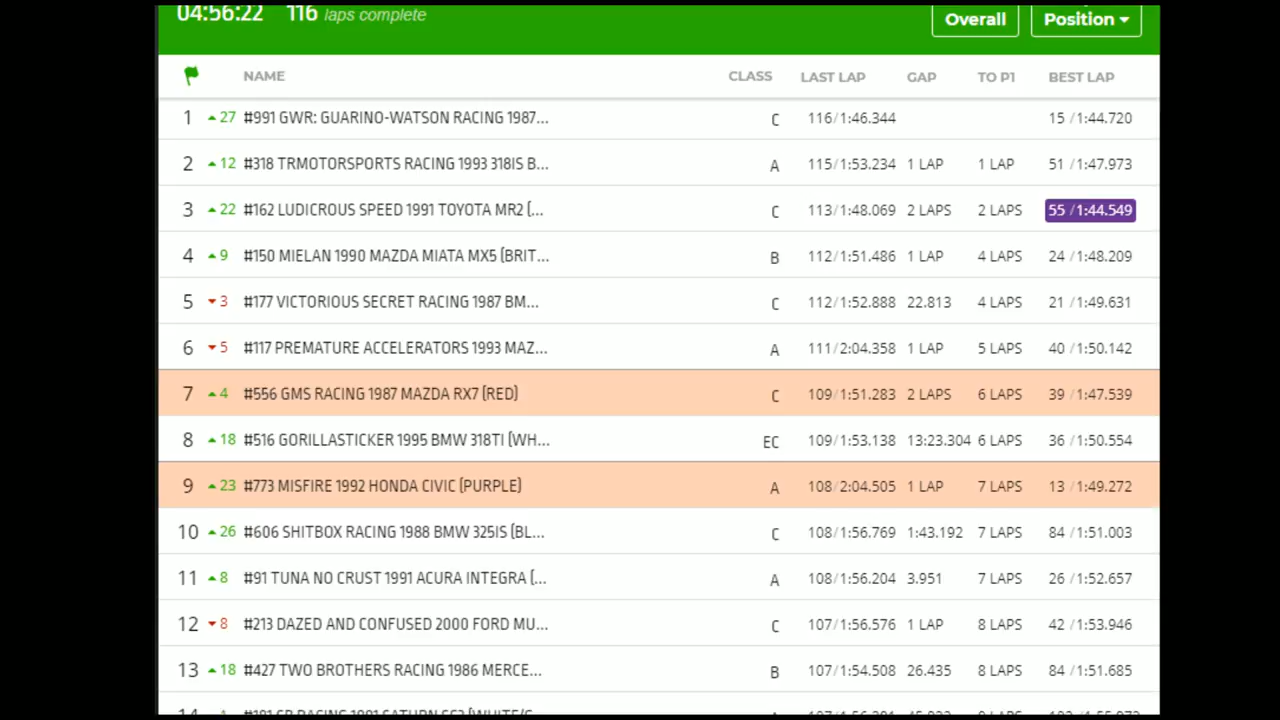 04:56:22 116 laps complete Overall Position
NAME CLASS LAST LAP GAP TO P1 BEST LAP
1 27 #991 GWR: GUARINO-WATSON RACING 1987... C 116/1:46.344 15 /1:44.720
2 12 #318 TRMOTORSPORTS RACING 1993 318IS B... A 115/1:53.234 1 LAP 1 LAP 51 /1:47.973
3 22 #162 LUDICROUS SPEED 1991 TOYOTA MR2 (... C 113/1:48.069 2 LAPS 2 LAPS 55 /1:44.549
4 9 #150 MIELAN 1990 MAZDA MIATA MX5 (BRIT... B 112/1:51.486 1 LAP 4 LAPS 24 /1:48.209
5 3 #177 VICTORIOUS SECRET RACING 1987 BM... C 112/1:52.888 22.813 4 LAPS 21 /1:49.631
6 5 #117 PREMATURE ACCELERATORS 1993 MAZ... A 111/2:04.358 1 LAP 5 LAPS 40 /1:50.142
7 4 #556 GMS RACING 1987 MAZDA RX7 (RED) C 109/1:51.283 2 LAPS 6 LAPS 39 /1:47.539
8 18 #516 GORILLASTICKER 1995 BMW 318TI (WH... EC 109/1:53.138 13:23.304 6 LAPS 36 /1:50.554
9 23 #773 MISFIRE 1992 HONDA CIVIC (PURPLE) A 108/2:04.505 1 LAP 7 LAPS 13 /1:49.272
10 26 #606 SHITBOX RACING 1988 BMW 325IS (BL... C 108/1:56.769 1:43.192 7 LAPS 84 /1:51.003
11 8 #91 TUNA NO CRUST 1991 ACURA INTEGRA (... A 108/1:56.204 3.951 7 LAPS 26 /1:52.657
12 8 #213 DAZED AND CONFUSED 2000 FORD MU... C 107/1:56.576 1 LAP 8 LAPS 42 /1:53.946
13 18 #427 TWO BROTHERS RACING 1986 MERCE... B 107/1:54.508 26.435 8 LAPS 84 /1:51.685